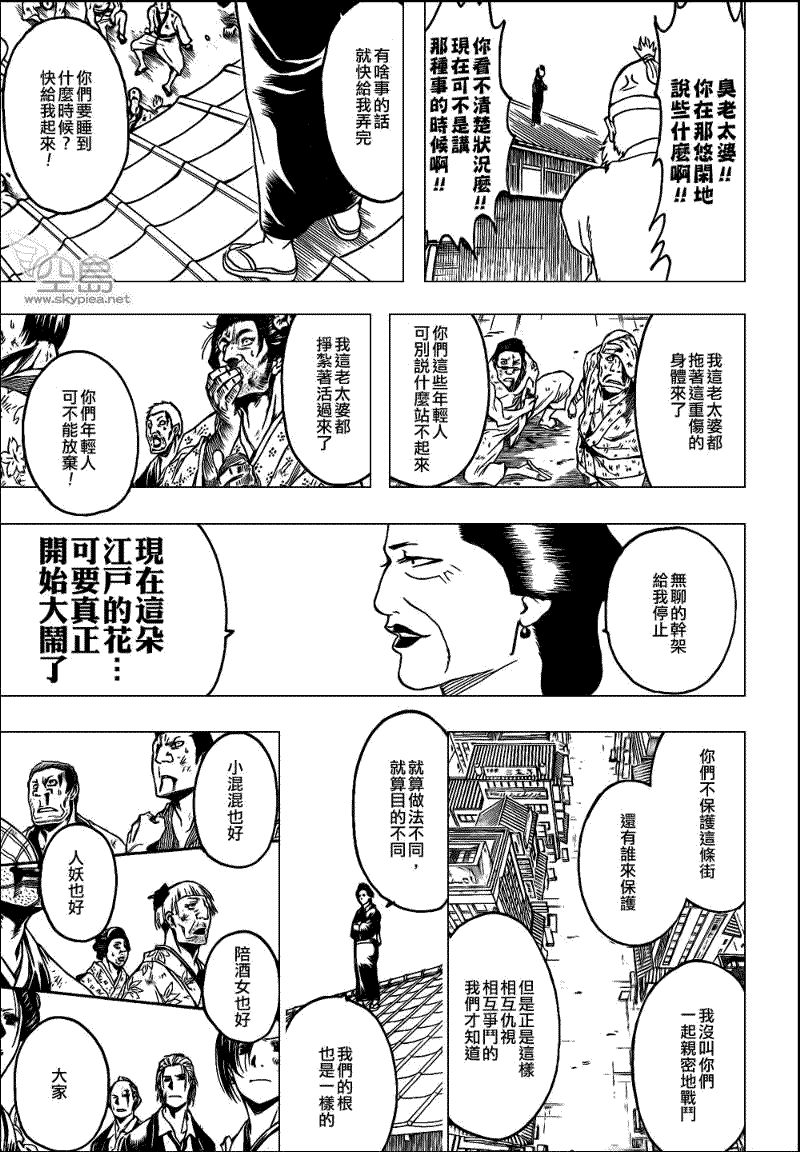 臭老太婆!!
你在那悠閑地
說些什麼啊!!
你看不清楚狀況麼!!
現在可不是講
那種事的時候啊!!
有啥事的話
就快給我弄完
你們要睡到
什麼時候?
快給我起來!
空島
www.skypiea.net
我這老太婆都
拖著這重傷的
身體來了
你們這些年輕人
可別說什麼站不起來
我這老太婆都
掙紮著活過來了
你們年輕人
可不能放棄!
無聊的幹架
給我停止
現在這朵
江戶的花…
可要真正
開始大鬧了
你們不保護這條街
還有誰來保護
我沒叫你們
一起親密地戰鬥
但是正是這樣
相互仇視
相互爭鬥的
我們才知道
就算做法不同,
就算目的不同
我們的根
也是一樣的
小混混也好
人妖也好
陪酒女也好
大家